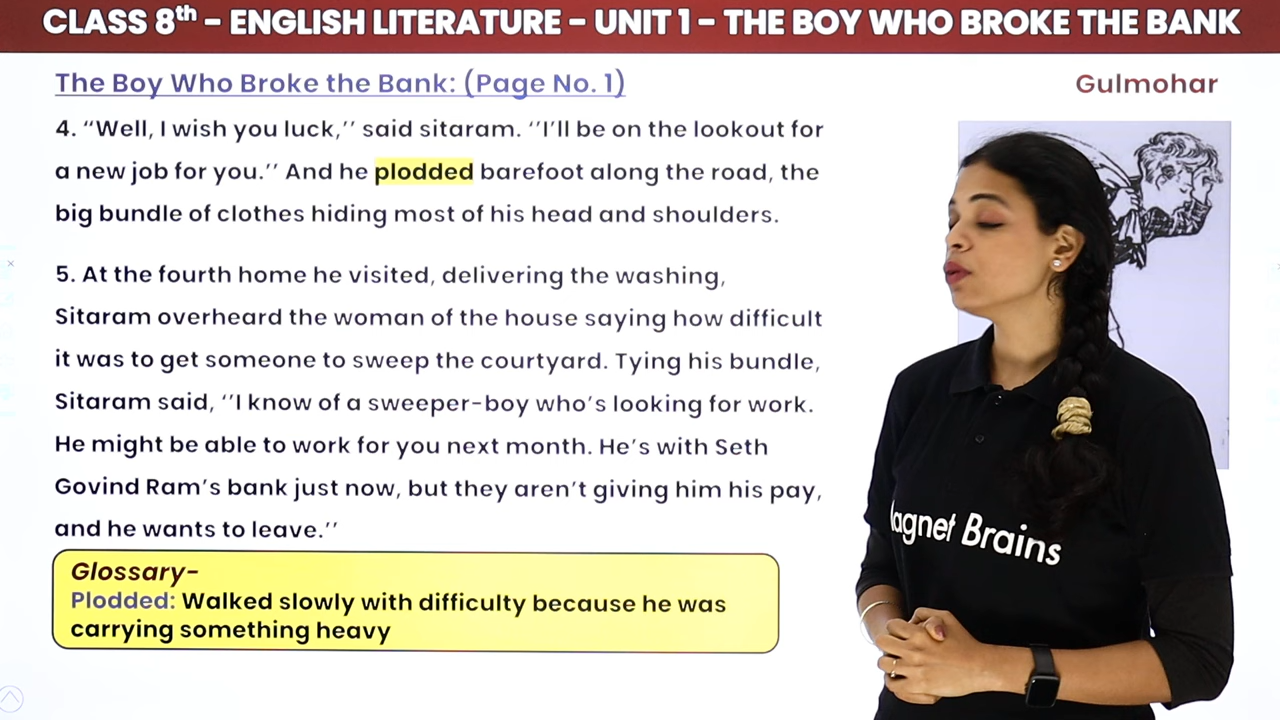 CLASS 8th - ENGLISH LITERATURE - UNIT 1 - THE BOY WHO BROKE THE BANK
The Boy Who Broke the Bank: (Page No. 1)
Gulmohar
4. “Well, I wish you luck,’’ said sitaram. ‘‘I’ll be on the lookout for
a new job for you.’’ And he plodded barefoot along the road, the
big bundle of clothes hiding most of his head and shoulders.
5. At the fourth home he visited, delivering the washing,
Sitaram overheard the woman of the house saying how difficult
it was to get someone to sweep the courtyard. Tying his bundle,
Sitaram said, ‘‘I know of a sweeper-boy who’s looking for work.
He might be able to work for you next month. He’s with Seth
Govind Ram’s bank just now, but they aren’t giving him his pay,
and he wants to leave.’’
Glossary-
Plodded: Walked slowly with difficulty because he was
carrying something heavy
agnet Brains